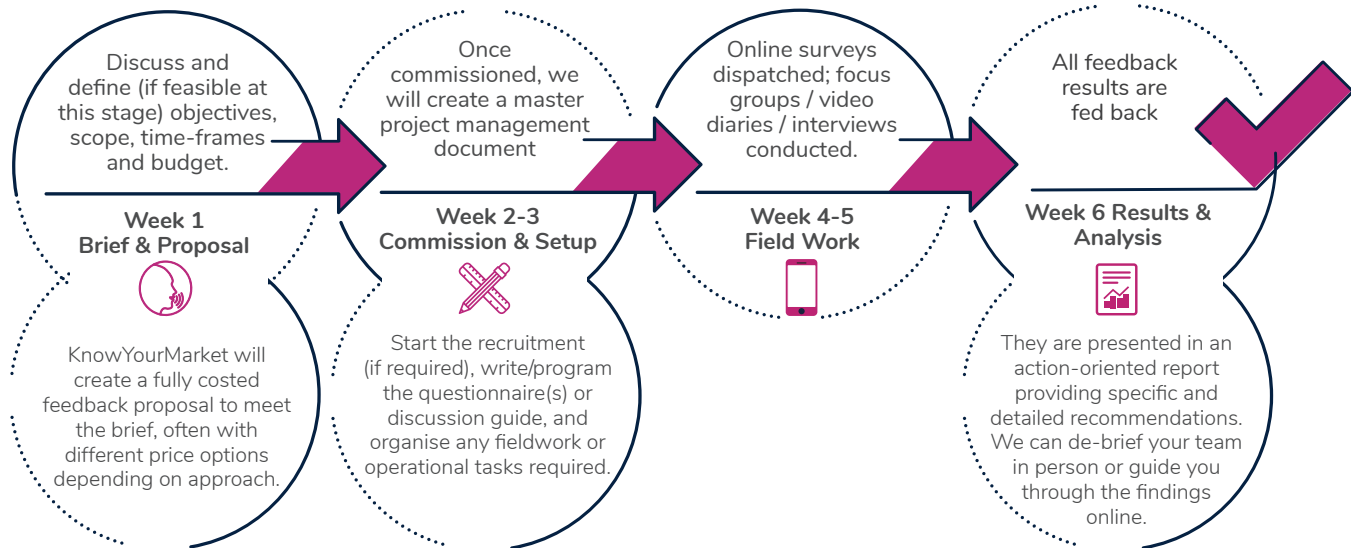 Discuss and
define (if feasible at
this stage) objectives,
scope, time-frames
and budget.
Week 1
Brief & Proposal
KnowYourMarket will
create a fully costed
feedback proposal to meet
the brief, often with
different price options
depending on approach.
Once
commissioned, we
will create a master
project management
document
Week 2-3
Commission & Setup
Start the recruitment
(if required), write/program
the questionnaire(s) or
discussion guide, and
organise any fieldwork or
operational tasks required.
Online surveys
dispatched; focus
groups / video
diaries / interviews
conducted.
Week 4-5
Field Work
All feedback
results are
fed back
Week 6 Results &
Analysis
They are presented in an
action-oriented report
providing specific and
detailed recommendations.
We can de-brief your team
in person or guide you
through the findings
online.